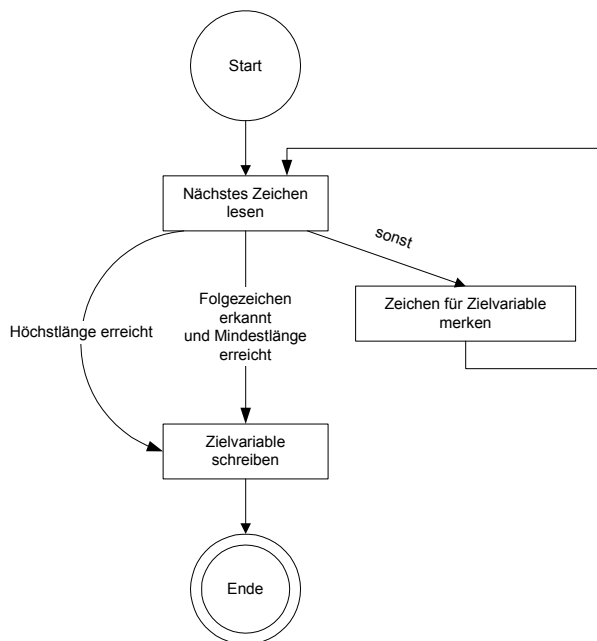 Start
Nächstes Zeichen
lesen
sonst
Folgezeichen
erkannt
und Mindestlänge
erreicht
Höchstlänge erreicht
Zeichen für Zielvariable
merken
Zielvariable
schreiben
Ende